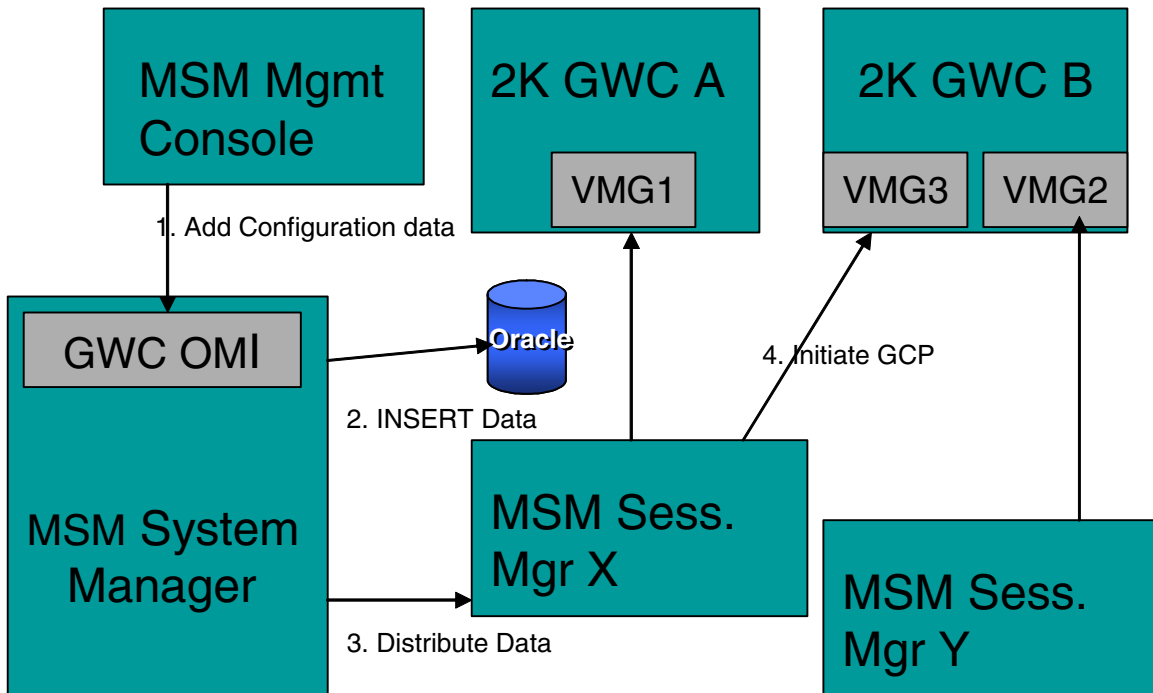 MSM Mgmt
Console
2K GWC A
VMG1
2K GWC B
VMG3
VMG2
1. Add Configuration data
GWC OMI
Oracle
4. Initiate GCP
2. INSERT Data
MSM System
Manager
MSM Sess.
Mgr X
3. Distribute Data
MSM Sess.
Mgr Y